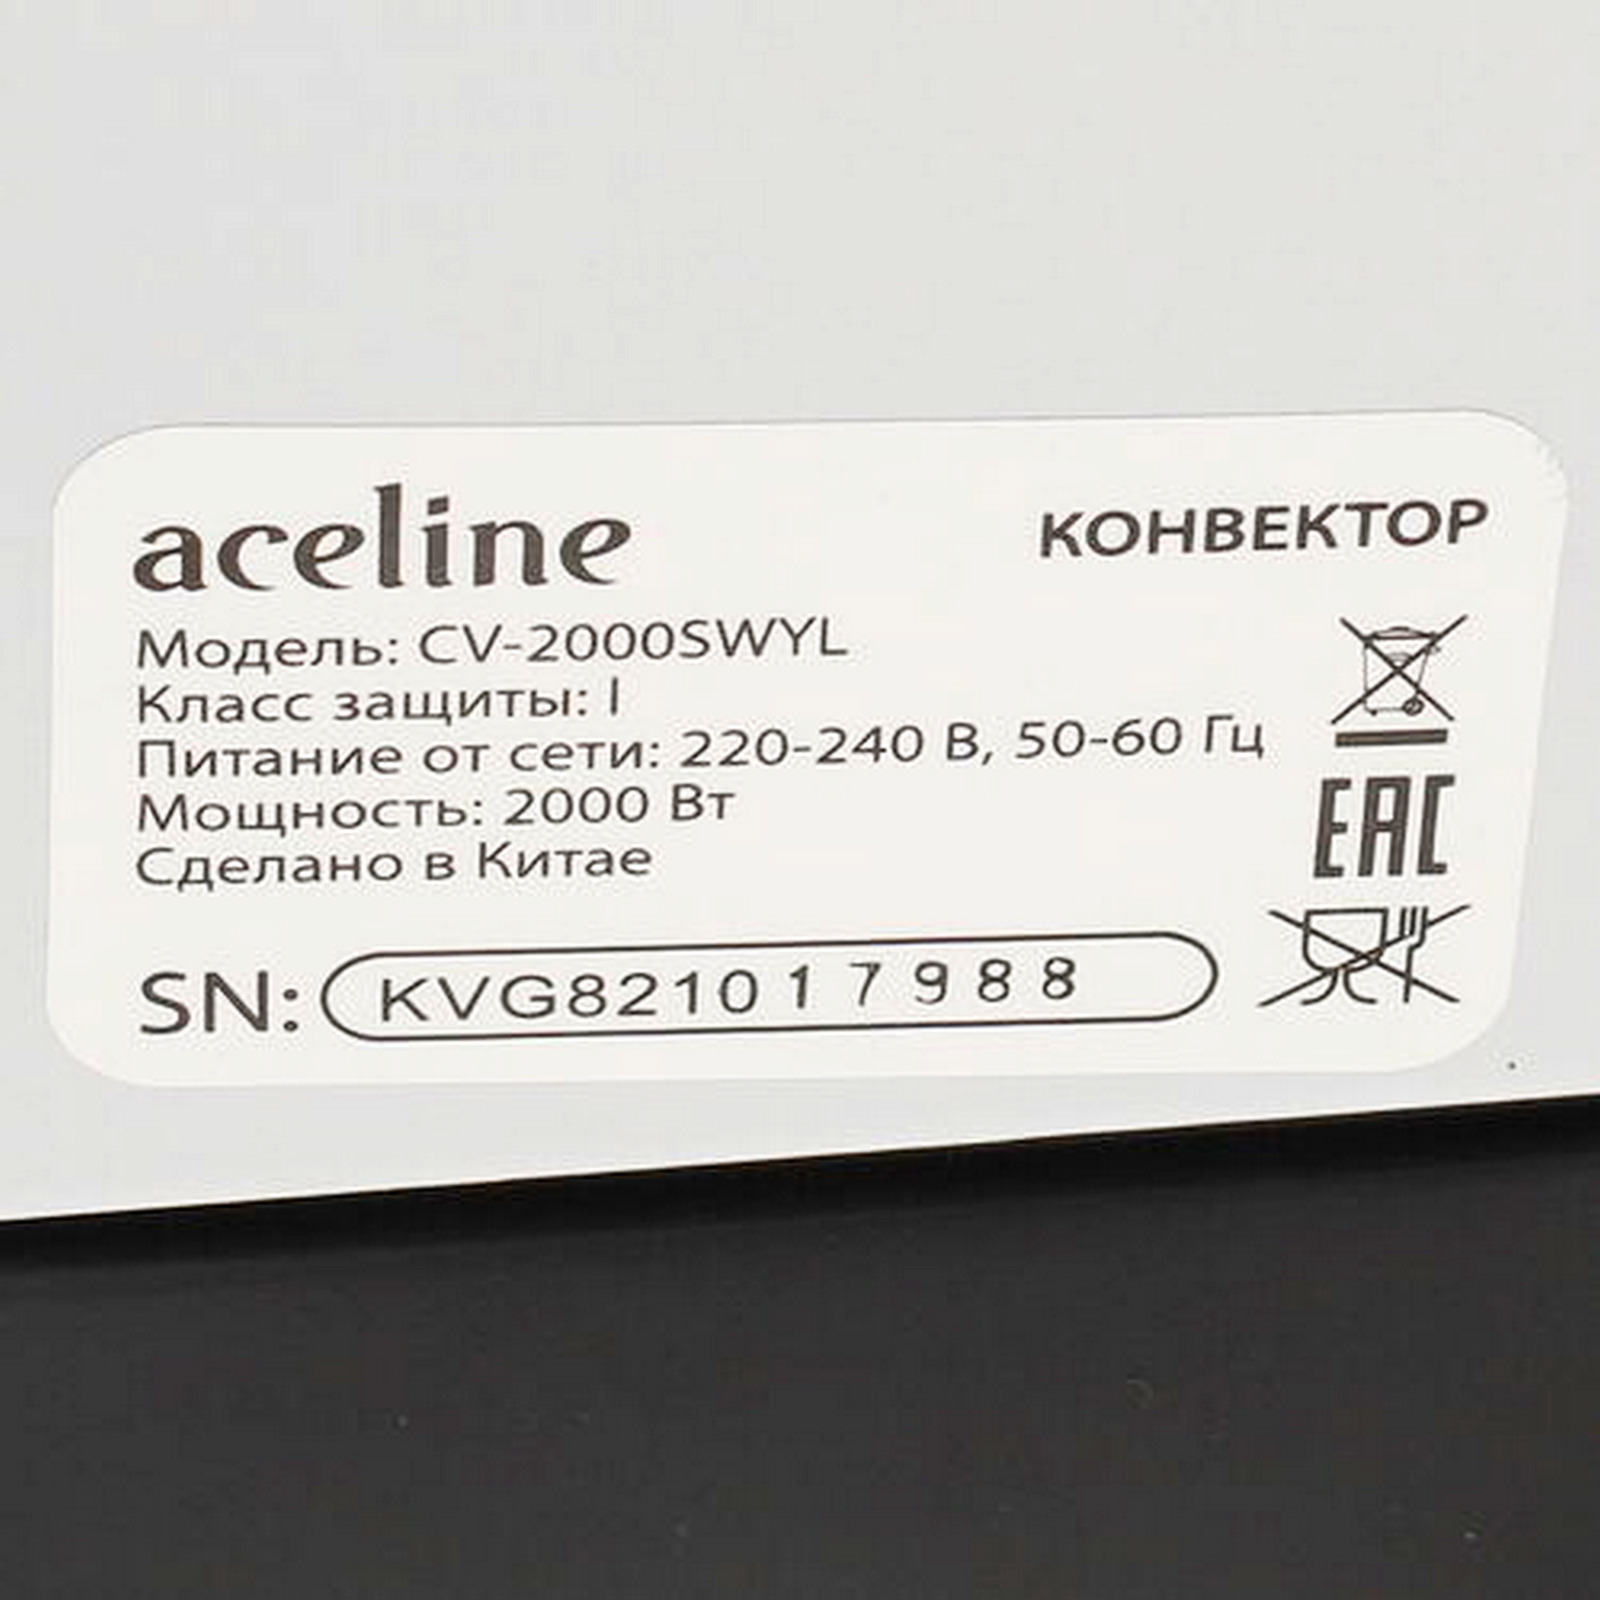 aceline
КОНВЕКТОР
Модель: CV-2000SWYL
Класс защиты: I
Питание от сети: 220-240 В, 50-60 Гц
Мощность: 2000 Вт
Сделано в Китае
EAC
SN: KVG821017988